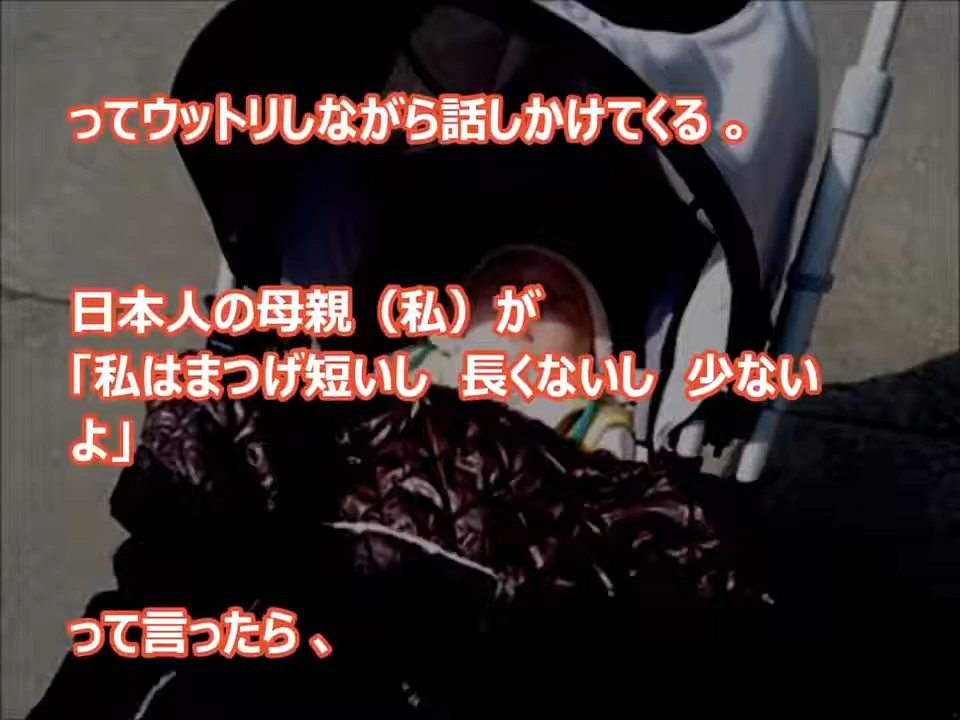 ってウットリしながら話しかけてくる 。
日本人の母親（私）が
「私はまつげ短いし　長くないし　少ない
よ」
って言ったら 、